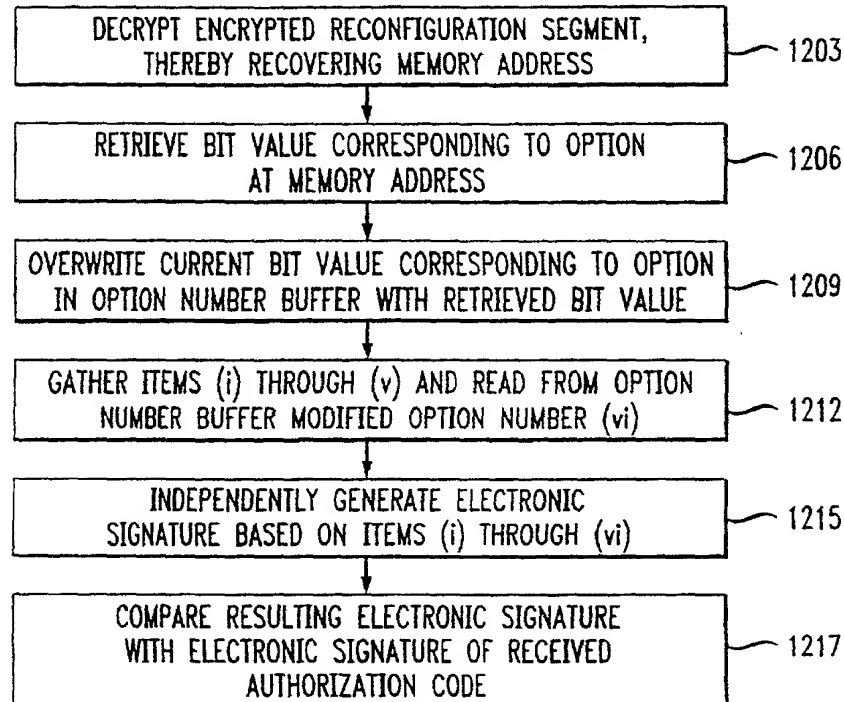 DECRYPT ENCRYPTED RECONFIGURATION SEGMENT,
THEREBY RECOVERING MEMORY ADDRESS
1203
RETRIEVE BIT VALUE CORRESPONDING TO OPTION
AT MEMORY ADDRESS
1206
OVERWRITE CURRENT BIT VALUE CORRESPONDING TO OPTION
IN OPTION NUMBER BUFFER WITH RETRIEVED BIT VALUE
1209
GATHER ITEMS (i) THROUGH (v) AND READ FROM OPTION
NUMBER BUFFER MODIFIED OPTION NUMBER (vi)
1212
INDEPENDENTLY GENERATE ELECTRONIC
SIGNATURE BASED ON ITEMS (i) THROUGH (vi)
1215
COMPARE RESULTING ELECTRONIC SIGNATURE
WITH ELECTRONIC SIGNATURE OF RECEIVED
AUTHORIZATION CODE
1217